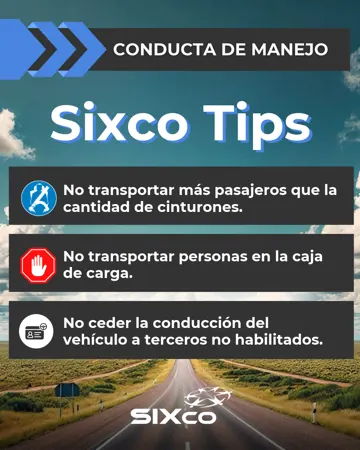 CONDUCTA DE MANEJO
Sixco Tips
No transportar más pasajeros que la
cantidad de cinturones.
No transportar personas en la caja
de carga.
No ceder la conducción del
vehículo a terceros no habilitados.
SIXCO